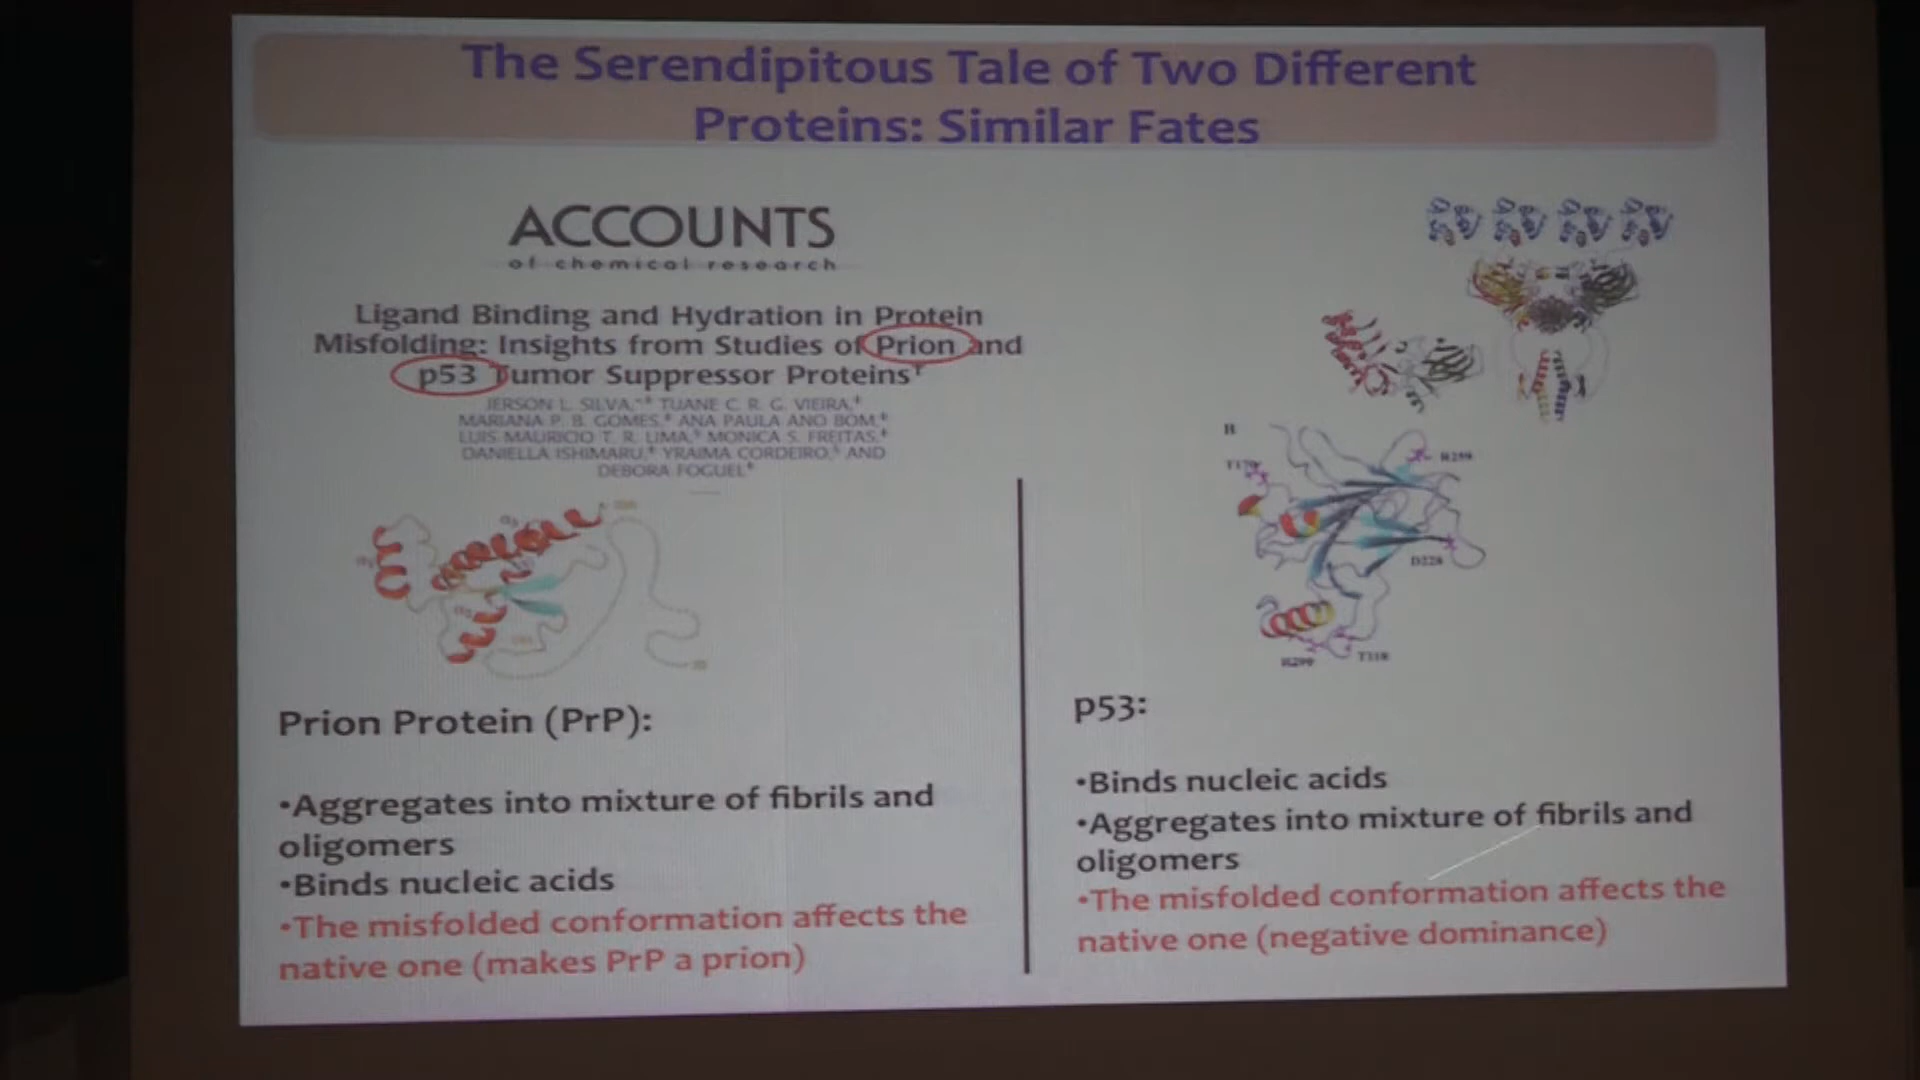 The Serendipitous Tale of Two Different
Proteins: Similar Fates
ACCOUNTS
of chemical research
Ligand Binding and Hydration in Protein
Misfolding: Insights from Studies of Prion and
p53 Tumor Suppressor Proteins†
JERSON L. SILVA,*,‡ TUANE C. R. G. VIEIRA,‡
MARIANA P. B. GOMES,‡ ANA PAULA ANO BOM,‡
LUIS MAURICIO T. R. LIMA,§ MONICA S. FREITAS,‡
DANIELLA ISHIMARU,‡ YRAIMA CORDEIRO,§ AND
DEBORA FOGUEL‡
B
D228
T118
Prion Protein (PrP):
•Aggregates into mixture of fibrils and
oligomers
•Binds nucleic acids
•The misfolded conformation affects the
native one (makes PrP a prion)
p53:
•Binds nucleic acids
•Aggregates into mixture of fibrils and
oligomers
•The misfolded conformation affects the
native one (negative dominance)